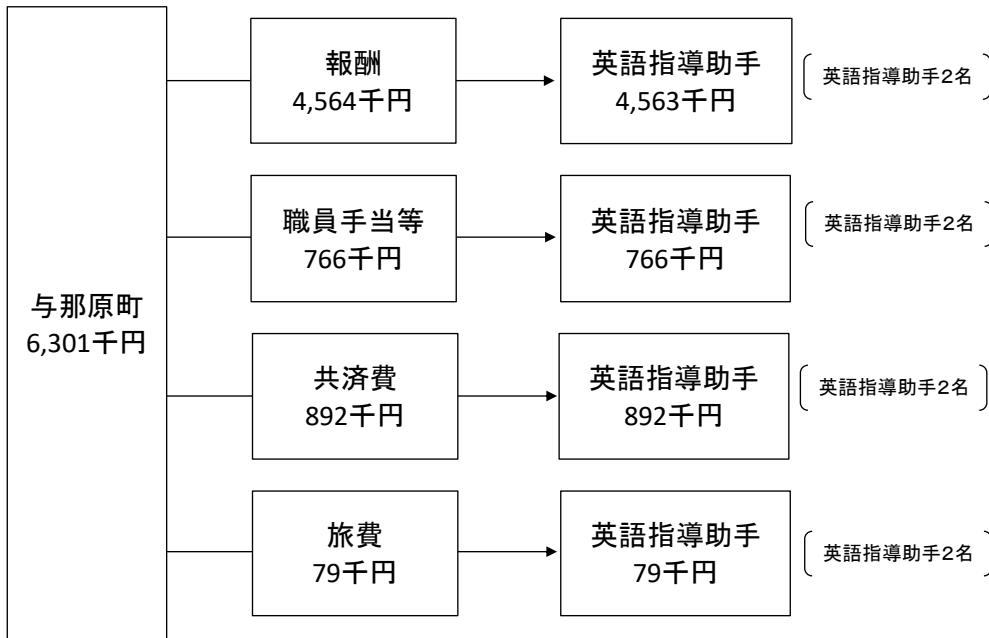 与那原町
6,301千円
報酬
4,564千円
英語指導助手
4,563千円
英語指導助手2名
職員手当等
766千円
英語指導助手
766千円
英語指導助手2名
共済費
892千円
英語指導助手
892千円
英語指導助手2名
旅費
79千円
英語指導助手
79千円
英語指導助手2名